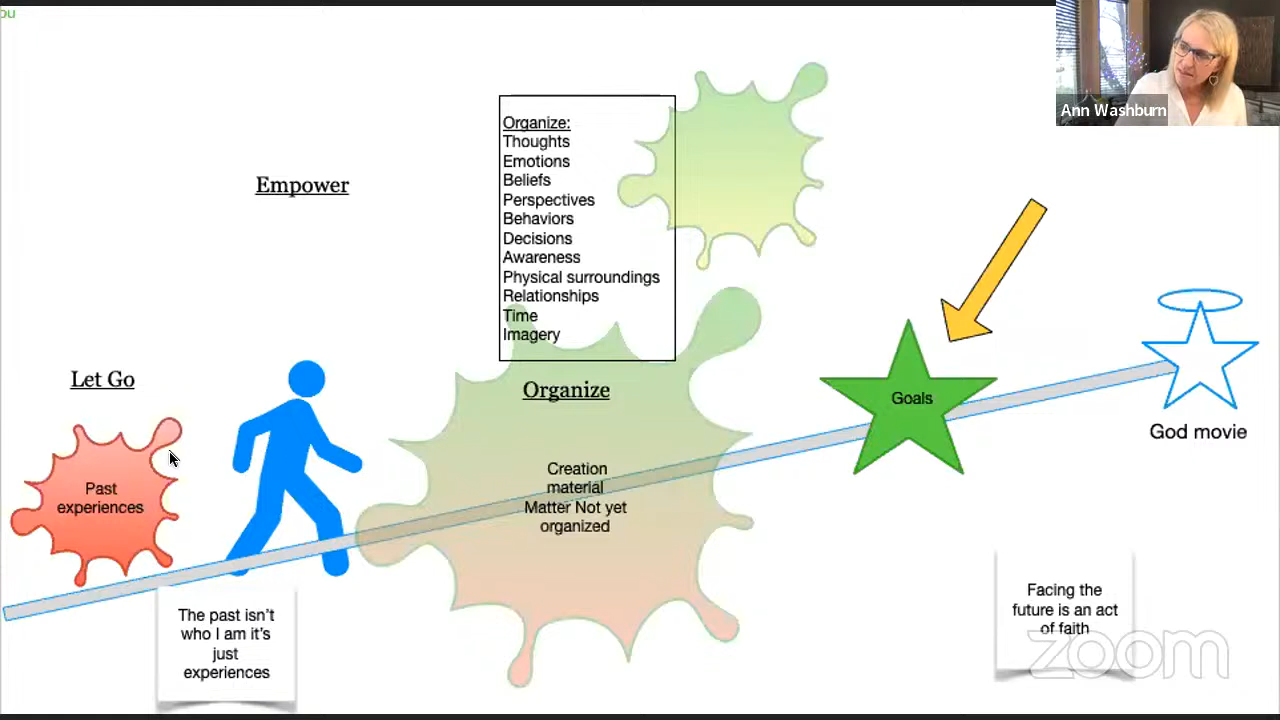 ou
Ann Washburn
Organize:
Thoughts
Emotions
Beliefs
Perspectives
Behaviors
Decisions
Awareness
Physical surroundings
Relationships
Time
Imagery
Empower
Let Go
Past
experiences
Organize
Creation
material
Matter Not yet
organized
Goals
God movie
The past isn't
who I am it's
just
experiences
Facing the
future is an act
of faith
zoom